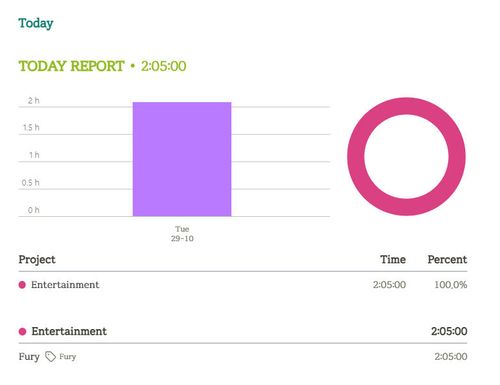 Today
TODAY REPORT • 2:05:00
2 h
1.5 h
1 h
0.5 h
0 h
Tue
29-10
Project Time Percent
Entertainment 2:05:00 100,0%
Entertainment 2:05:00
Fury Fury 2:05:00